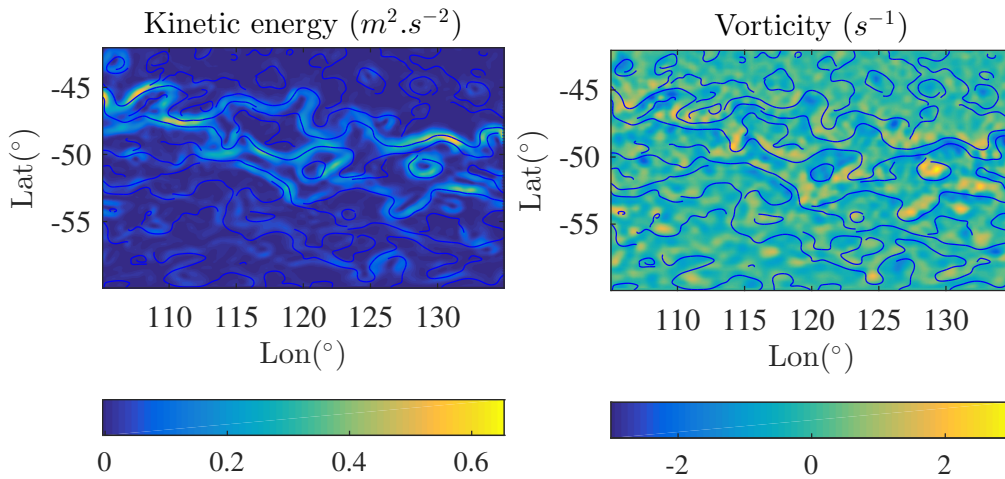 Kinetic energy (m².s⁻²)
-45
-50
-55
Lat(°)
110 115 120 125 130
Lon(°)
0 0.2 0.4 0.6
Vorticity (s⁻¹)
-45
-50
-55
Lat(°)
110 115 120 125 130
Lon(°)
-2 0 2